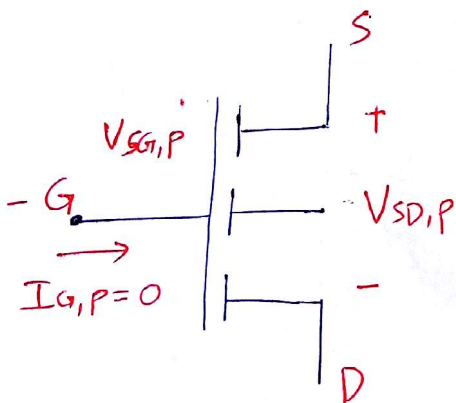 S
V_SG,P
+
- G
V_SD,P
I_G,P = 0
-
D